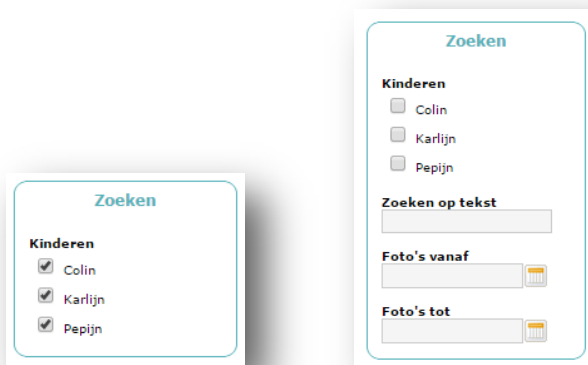 Zoeken
Kinderen
Colin
Karlijn
Pepijn
Zoeken
Kinderen
Colin
Karlijn
Pepijn
Zoeken op tekst
Foto's vanaf
Foto's tot